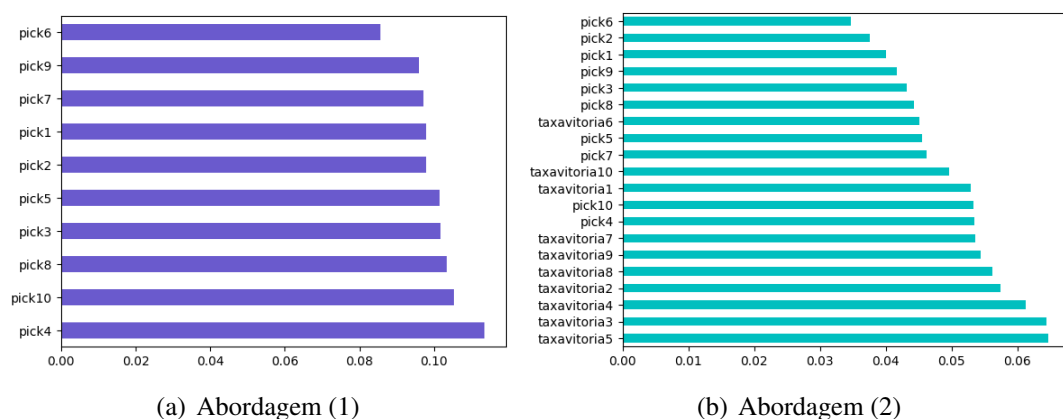 pick6
pick9
pick7
pick1
pick2
pick5
pick3
pick8
pick10
pick4
0.00 0.02 0.04 0.06 0.08 0.10
(a) Abordagem (1)
pick6
pick2
pick1
pick9
pick3
pick8
taxavitoria6
pick5
pick7
taxavitoria10
taxavitoria1
pick10
pick4
taxavitoria7
taxavitoria9
taxavitoria8
taxavitoria2
taxavitoria4
taxavitoria3
taxavitoria5
0.00 0.01 0.02 0.03 0.04 0.05 0.06
(b) Abordagem (2)